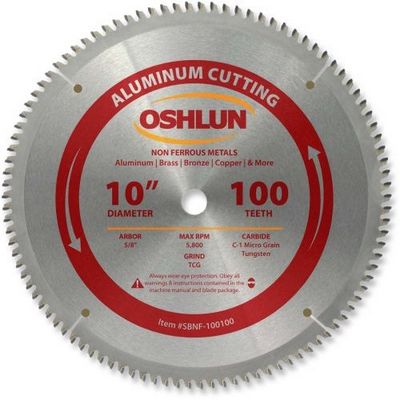 ALUMINUM CUTTING
OSHLUN
NON FERROUS METALS
Aluminum | Brass | Bronze | Copper | & More
10" 100
DIAMETER TEETH
ARBOR MAX RPM CARBIDE
5/8" 5,800 C-1 Micro Grain
GRIND Tungsten
TCG
Always wear eye protection. Obey all
warnings & instructions contained in the
machine manual and blade package.
Item #SBNF-100100